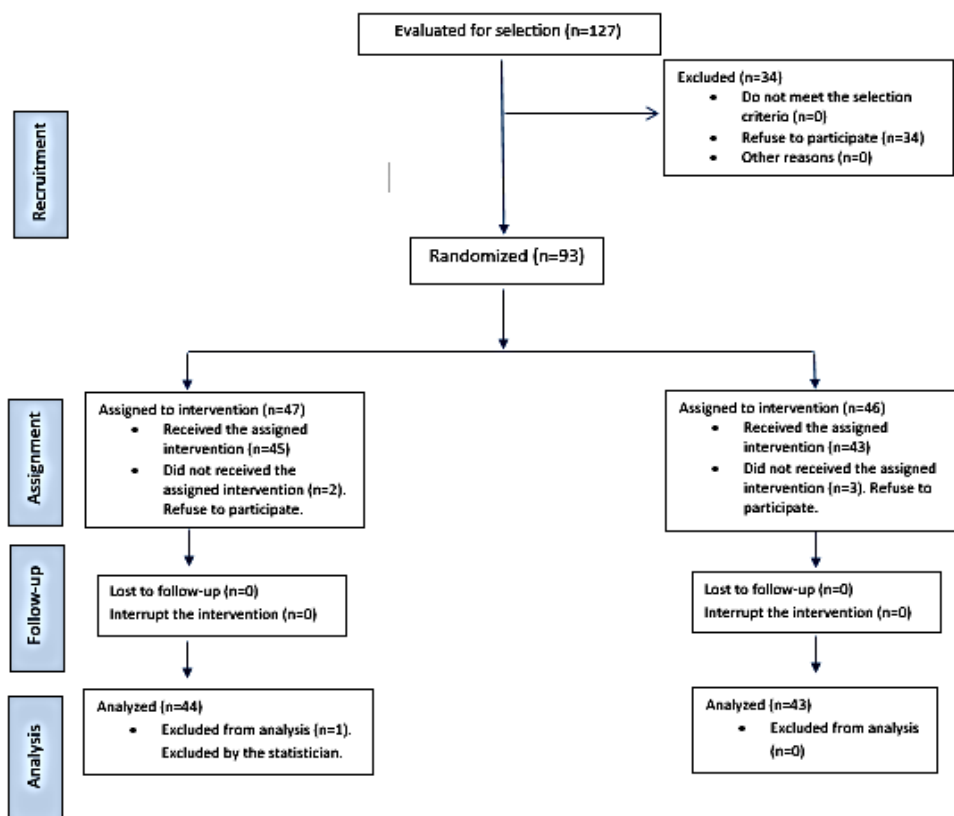 Evaluated for selection (n=127)
Excluded (n=34)
• Do not meet the selection
criterio (n=0)
• Refuse to participate (n=34)
• Other reasons (n=0)
Recruitment
Randomized (n=93)
Assignment
Assigned to intervention (n=47)
• Received the assigned
intervention (n=45)
• Did not received the
assigned intervention (n=2).
Refuse to participate.
Assigned to intervention (n=46)
• Received the assigned
intervention (n=43)
• Did not received the assigned
intervention (n=3). Refuse to
participate.
Follow-up
Lost to follow-up (n=0)
Interrupt the intervention (n=0)
Lost to follow-up (n=0)
Interrupt the intervention (n=0)
Analysis
Analyzed (n=44)
• Excluded from analysis (n=1).
Excluded by the statistician.
Analyzed (n=43)
• Excluded from analysis
(n=0)